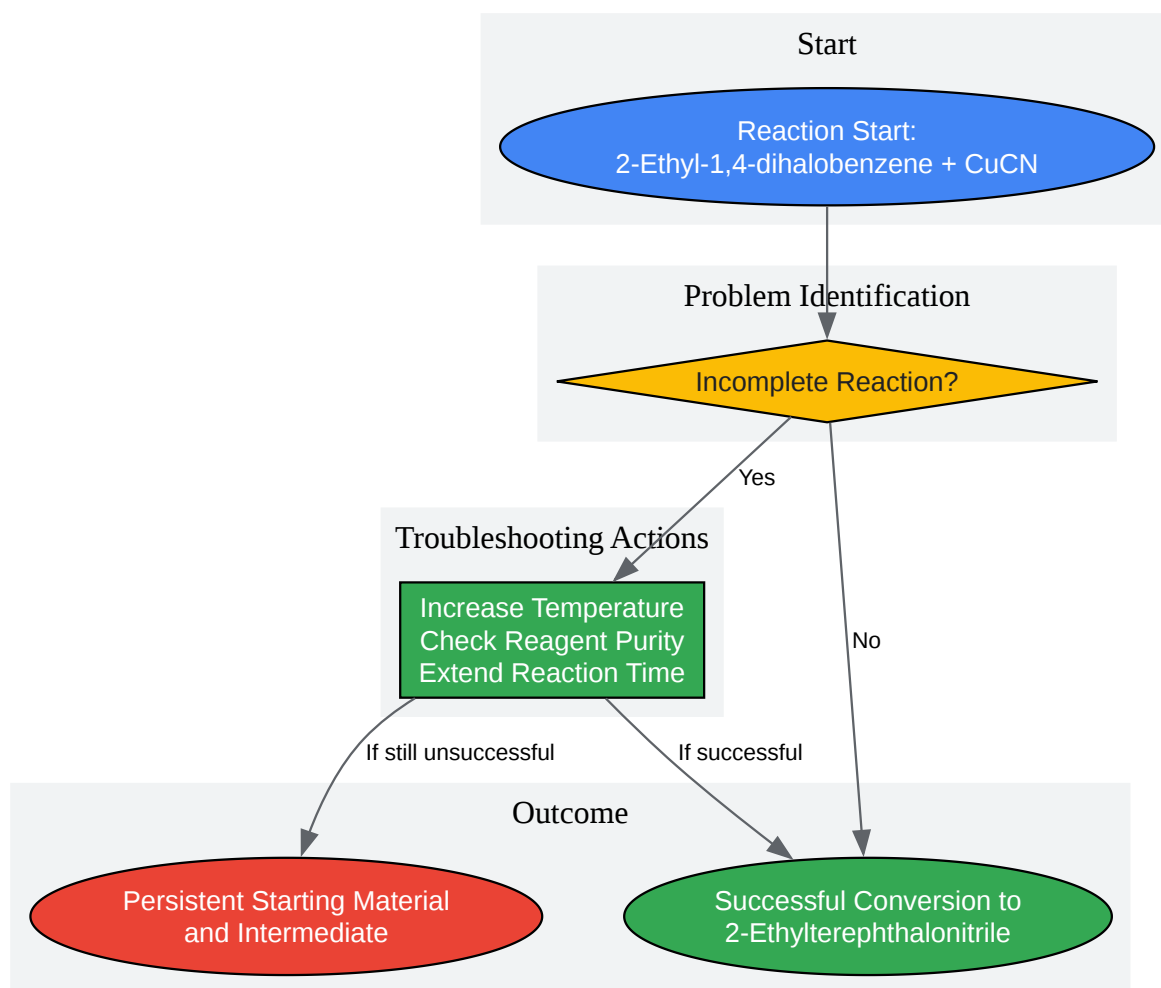 Start
Reaction Start:
2-Ethyl-1,4-dihalobenzene + CuCN
Problem Identification
Incomplete Reaction?
Yes
Troubleshooting Actions
Increase Temperature
Check Reagent Purity
Extend Reaction Time
No
If still unsuccessful
If successful
Outcome
Persistent Starting Material
and Intermediate
Successful Conversion to
2-Ethylterephthalonitrile